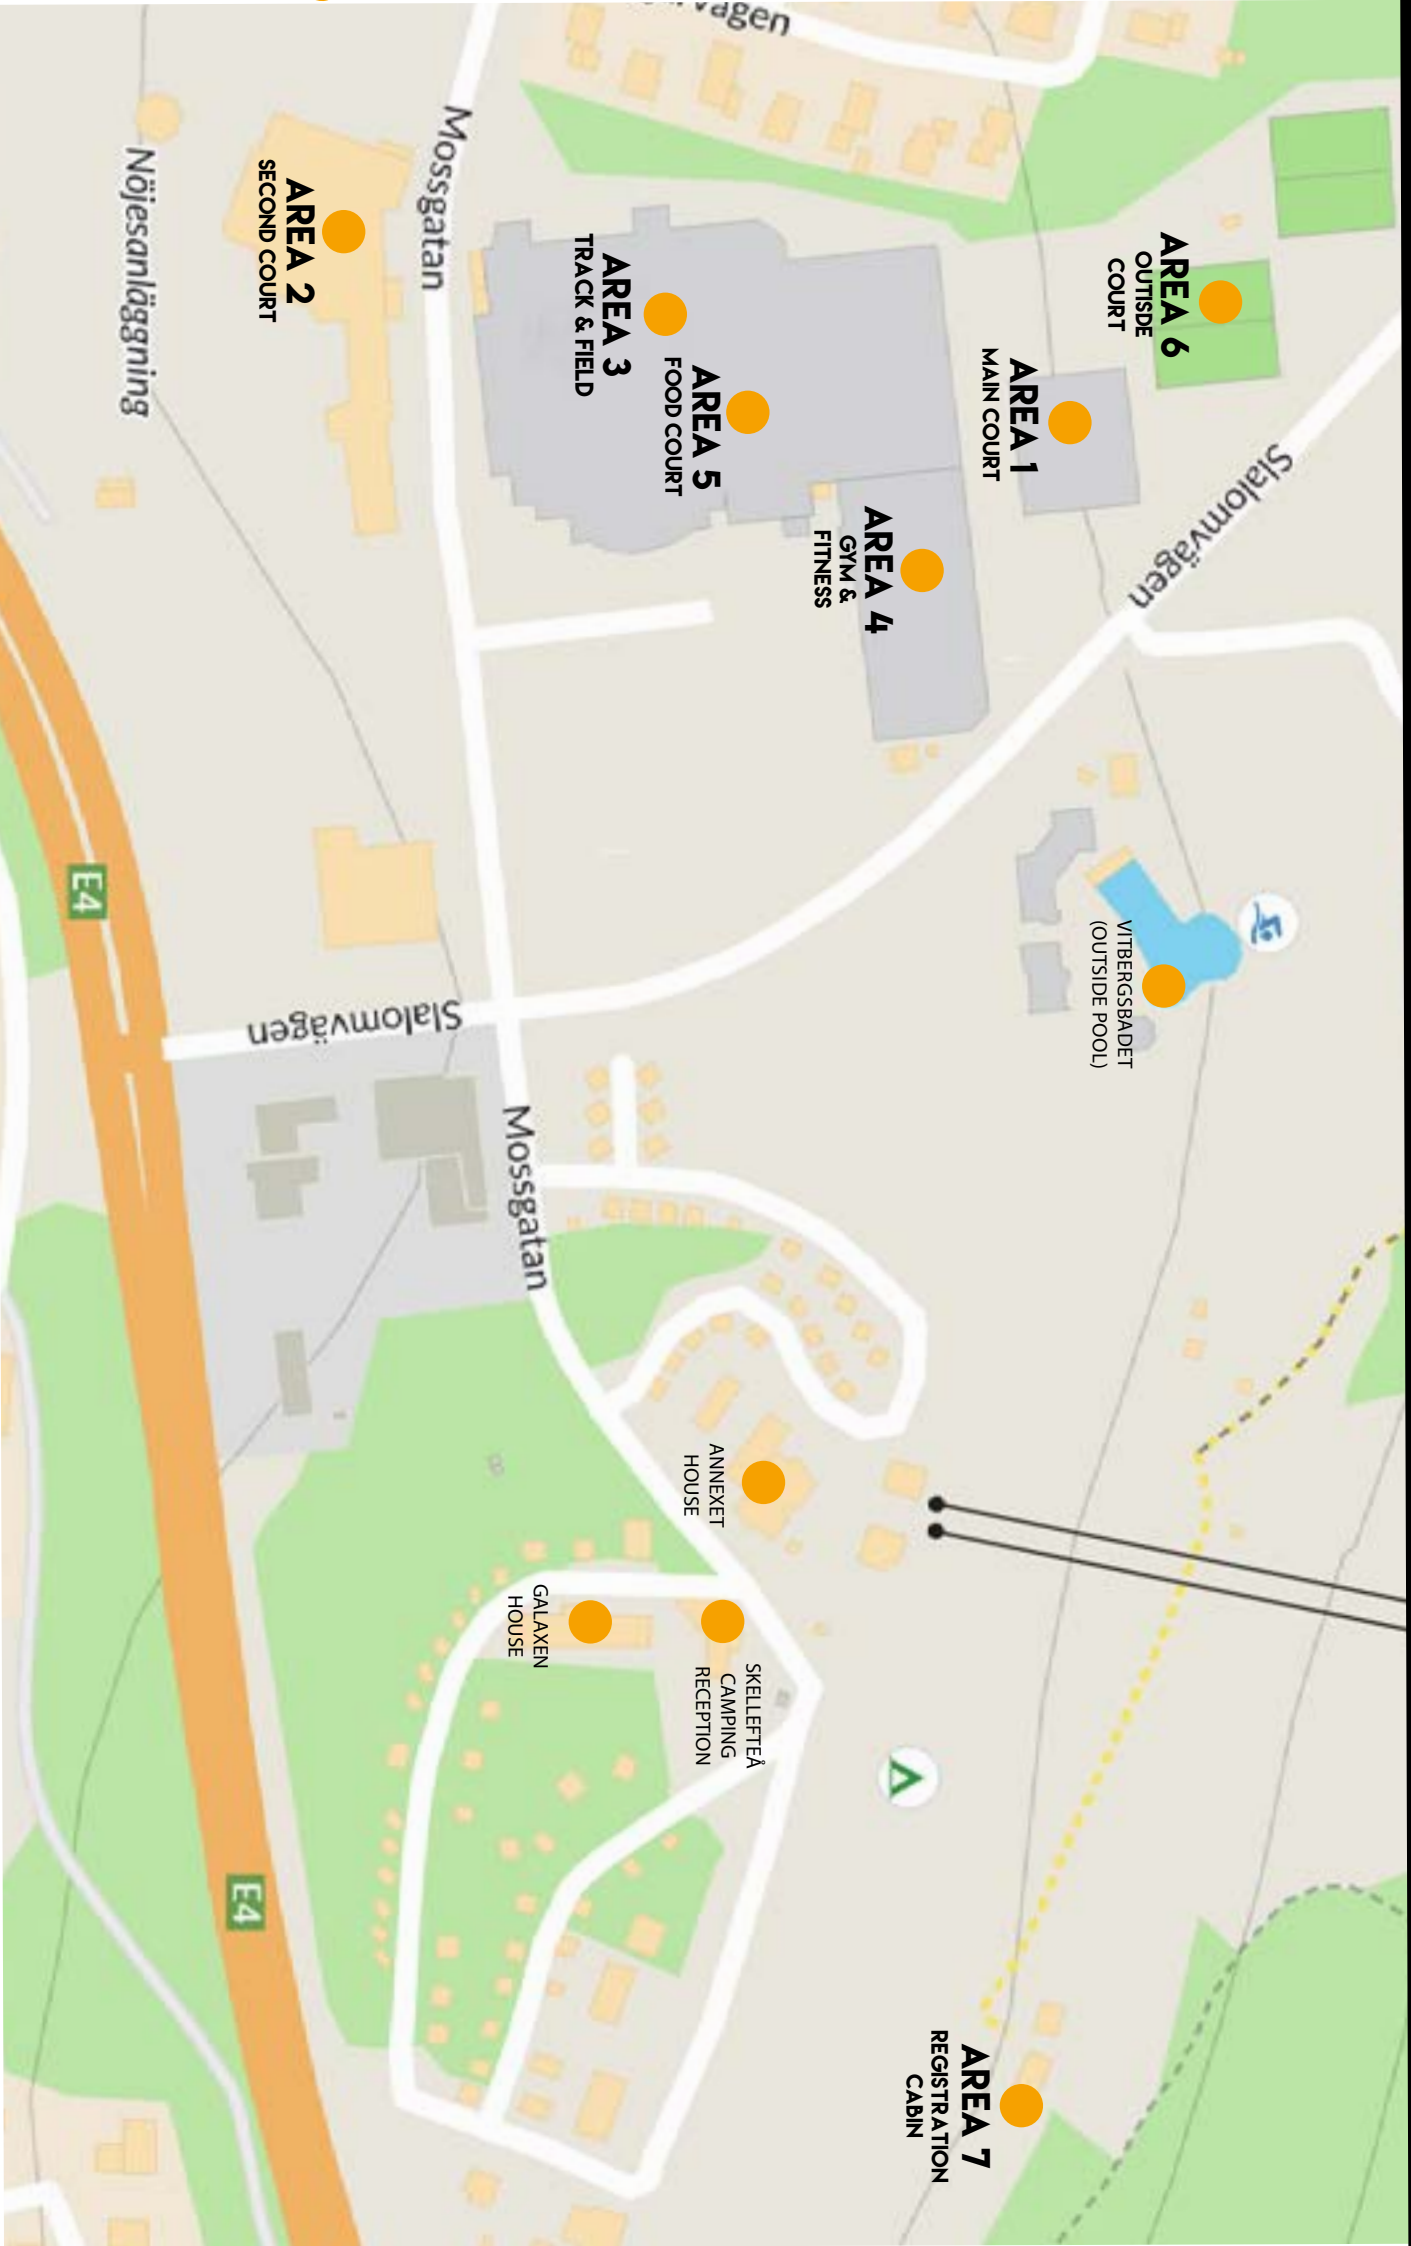 vägen
Mossgatan
Nöjesanläggning
AREA 2
SECOND COURT
AREA 3
TRACK & FIELD
AREA 5
FOOD COURT
AREA 6
OUTISDE
COURT
AREA 1
MAIN COURT
AREA 4
GYM &
FITNESS
Slalomvägen
VITBERGSBADET
(OUTSIDE POOL)
E4
Slalomvägen
Mossgatan
ANNEXET
HOUSE
GALAXEN
HOUSE
SKELLEFTEÅ
CAMPING
RECEPTION
E4
AREA 7
REGISTRATION
CABIN